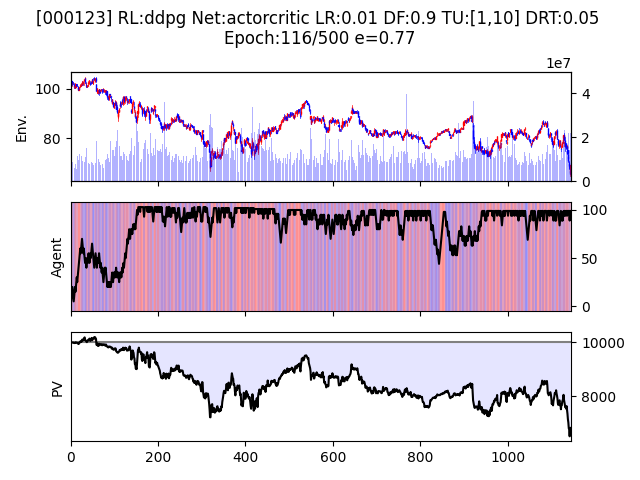 [000123] RL:ddpg Net:actorcritic LR:0.01 DF:0.9 TU:[1,10] DRT:0.05
Epoch:116/500 e=0.77
1e7
100
80
Env.
4
2
0
Agent
100
50
0
PV
10000
8000
0 200 400 600 800 1000